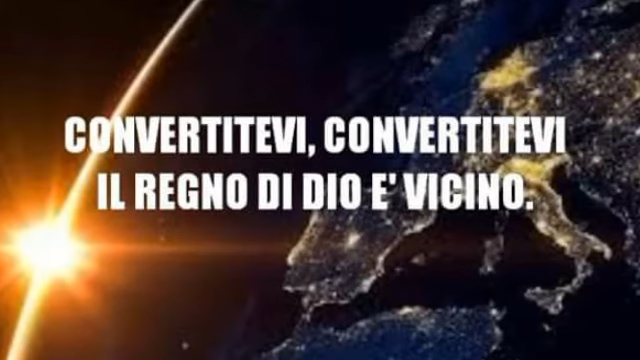 CONVERTITEVI, CONVERTITEVI
IL REGNO DI DIO E' VICINO.